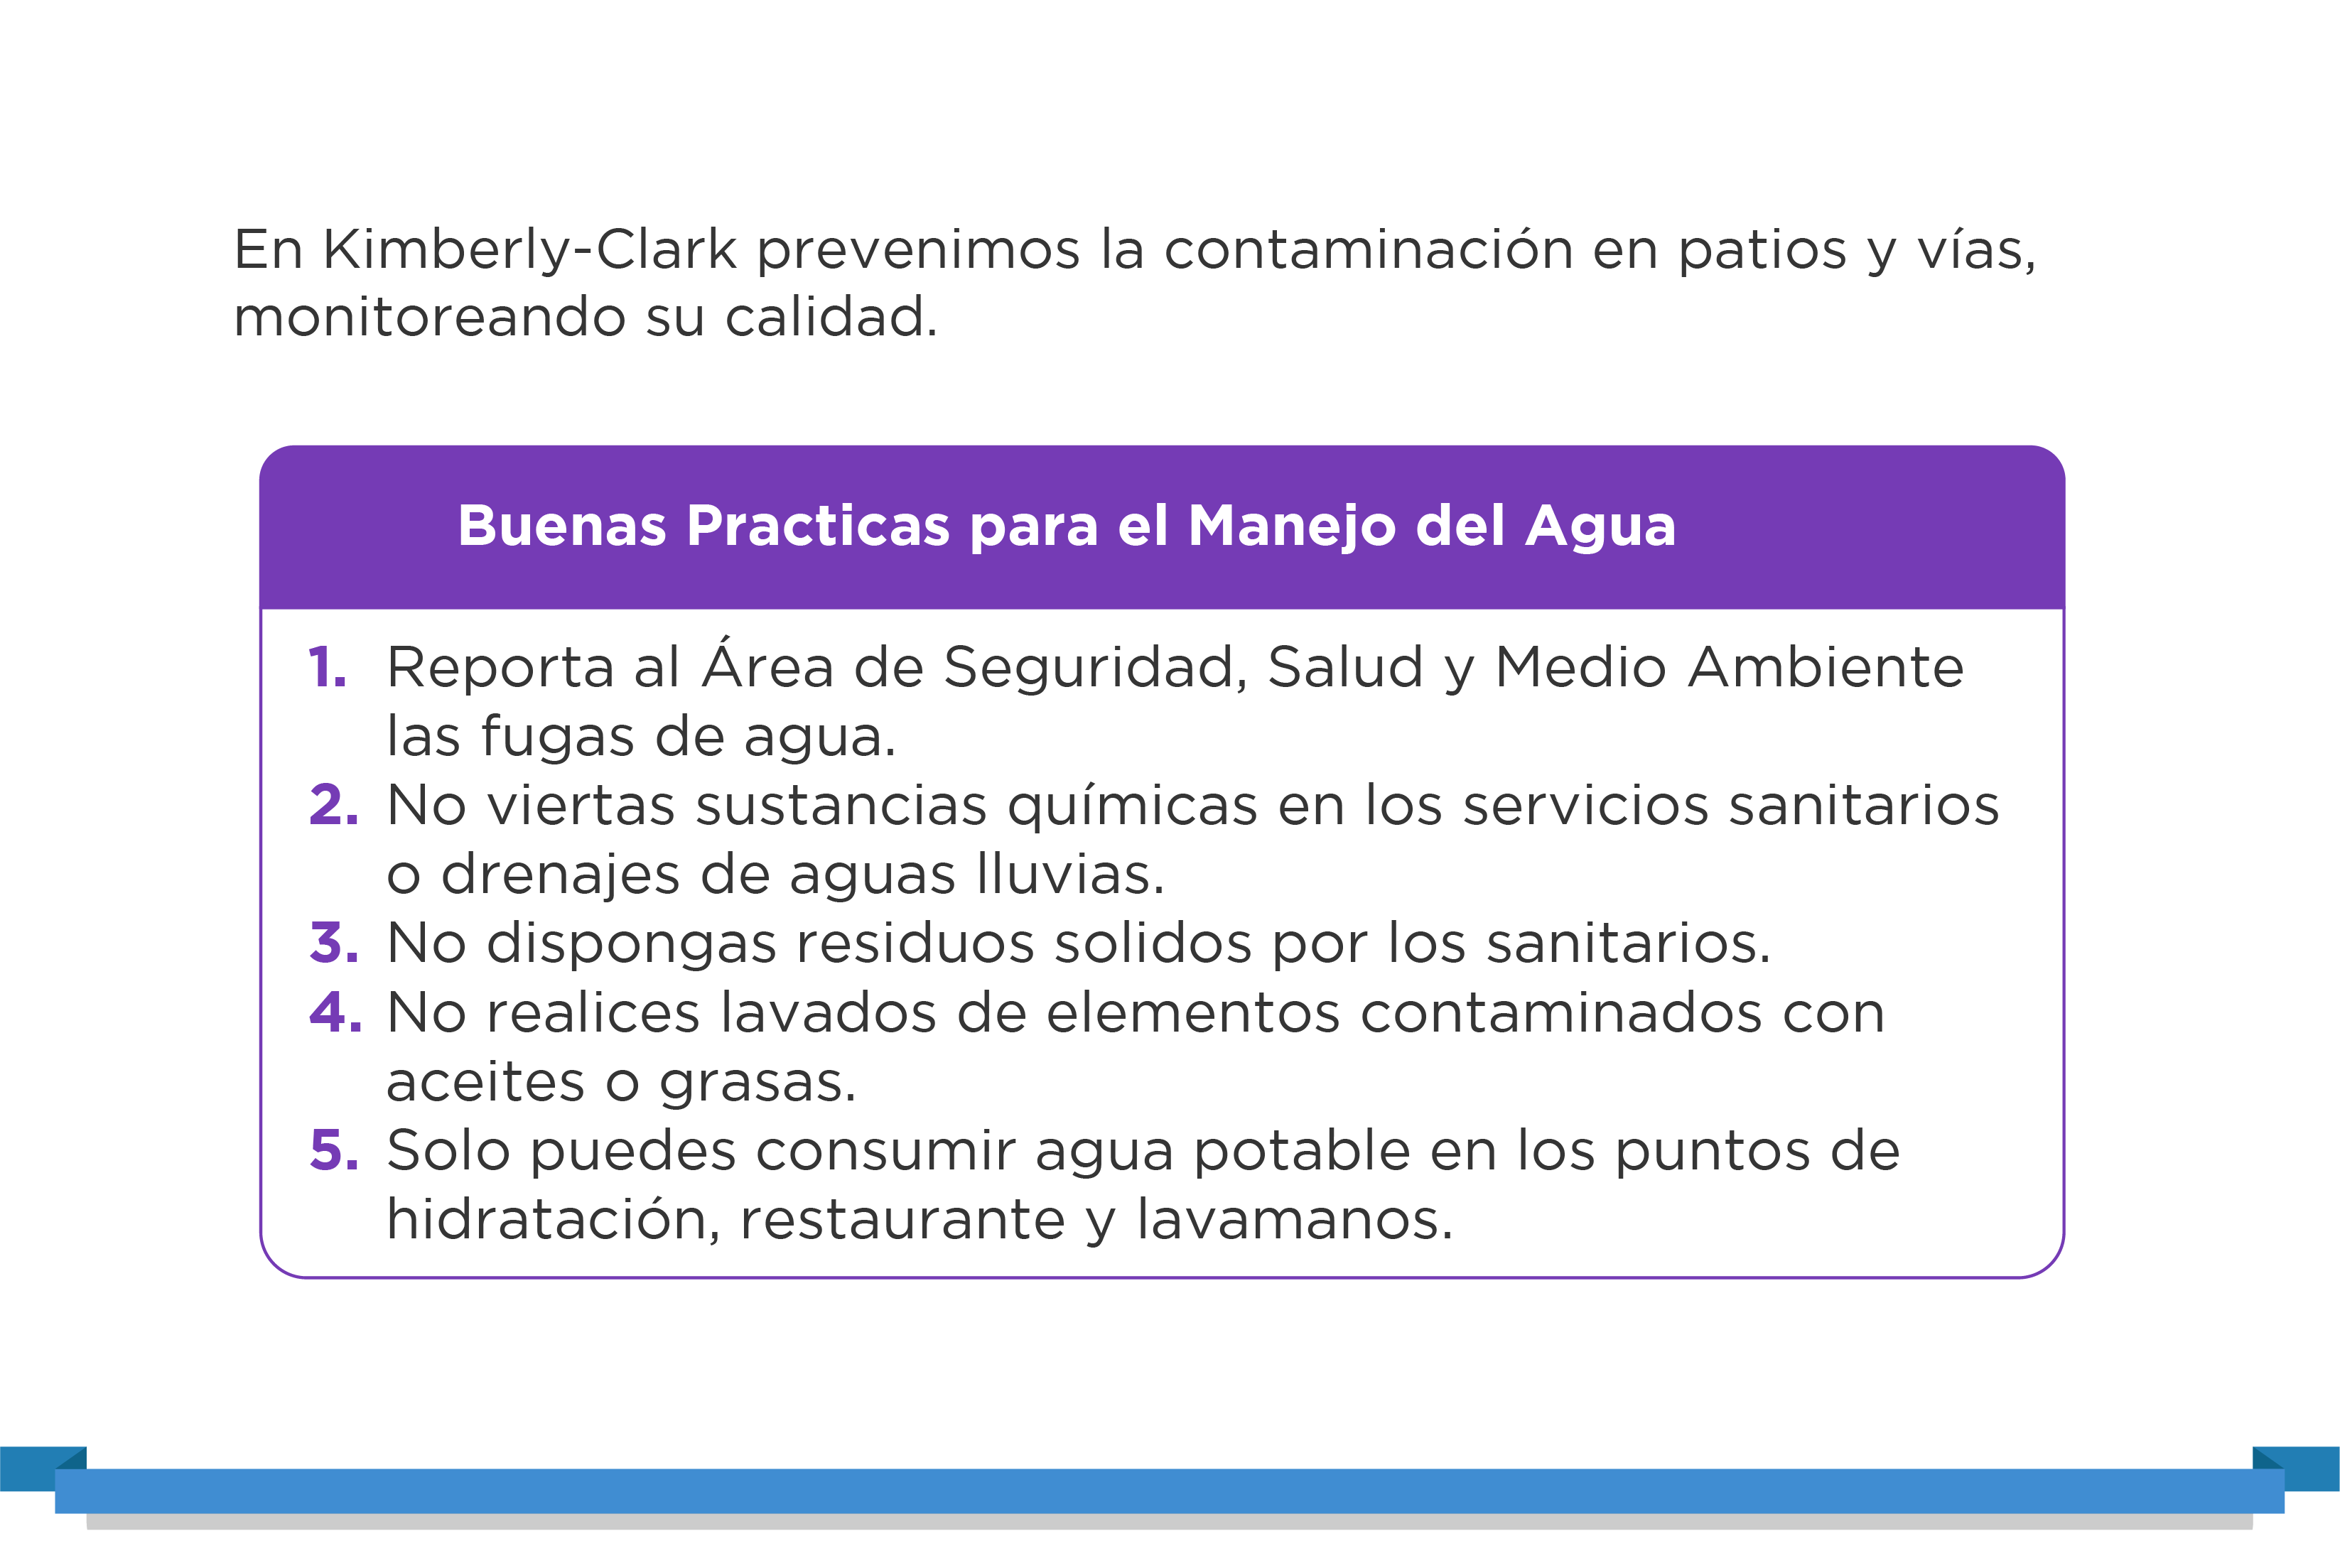 En Kimberly-Clark prevenimos la contaminación en patios y vías,
monitoreando su calidad.
Buenas Practicas para el Manejo del Agua
1. Reporta al Área de Seguridad, Salud y Medio Ambiente
las fugas de agua.
2. No viertas sustancias químicas en los servicios sanitarios
o drenajes de aguas lluvias.
3. No dispongas residuos solidos por los sanitarios.
4. No realices lavados de elementos contaminados con
aceites o grasas.
5. Solo puedes consumir agua potable en los puntos de
hidratación, restaurante y lavamanos.